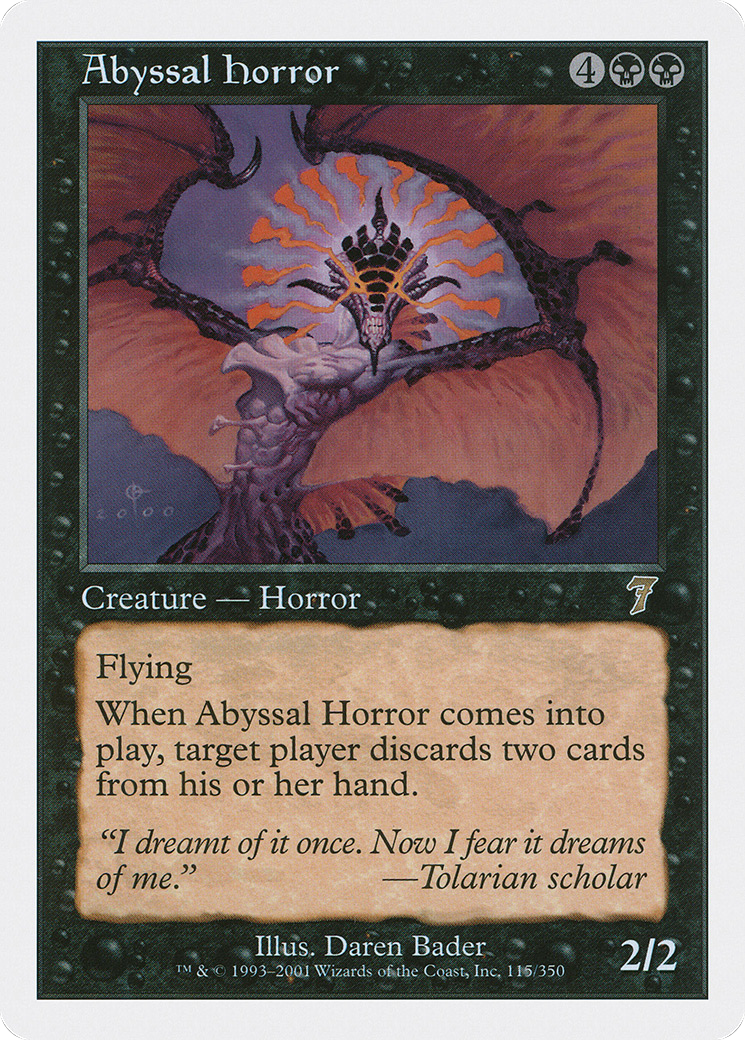 Abyssal Horror 4
Creature — Horror 7
Flying
When Abyssal Horror comes into
play, target player discards two cards
from his or her hand.
“I dreamt of it once. Now I fear it dreams
of me.” —Tolarian scholar
2000
Illus. Daren Bader
™ & © 1993–2001 Wizards of the Coast, Inc. 115/350
2/2